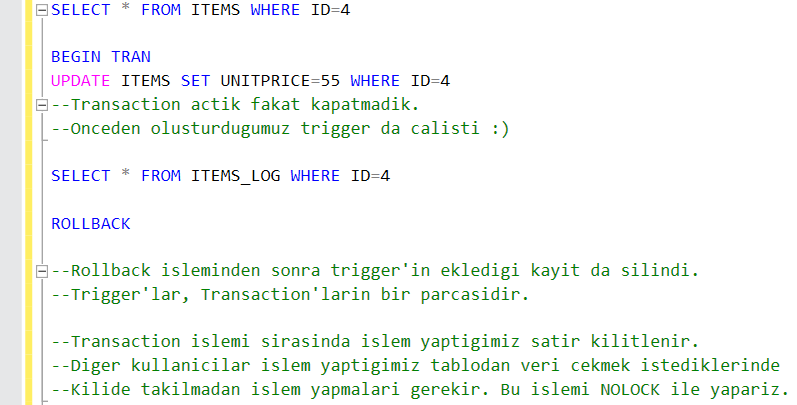 SELECT * FROM ITEMS WHERE ID=4
BEGIN TRAN
UPDATE ITEMS SET UNITPRICE=55 WHERE ID=4
--Transaction actik fakat kapatmadik.
--Onceden olusturdugumuz trigger da calisti :)
SELECT * FROM ITEMS_LOG WHERE ID=4
ROLLBACK
--Rollback isleminden sonra trigger'in ekledigi kayit da silindi.
--Trigger'lar, Transaction'larin bir parcasidir.
--Transaction islemi sirasinda islem yaptigimiz satir kilitlenir.
--Diger kullanicilar islem yaptigimiz tablodan veri cekmek istediklerinde
--Kilide takilmadan islem yapmalari gerekir. Bu islemi NOLOCK ile yapariz.